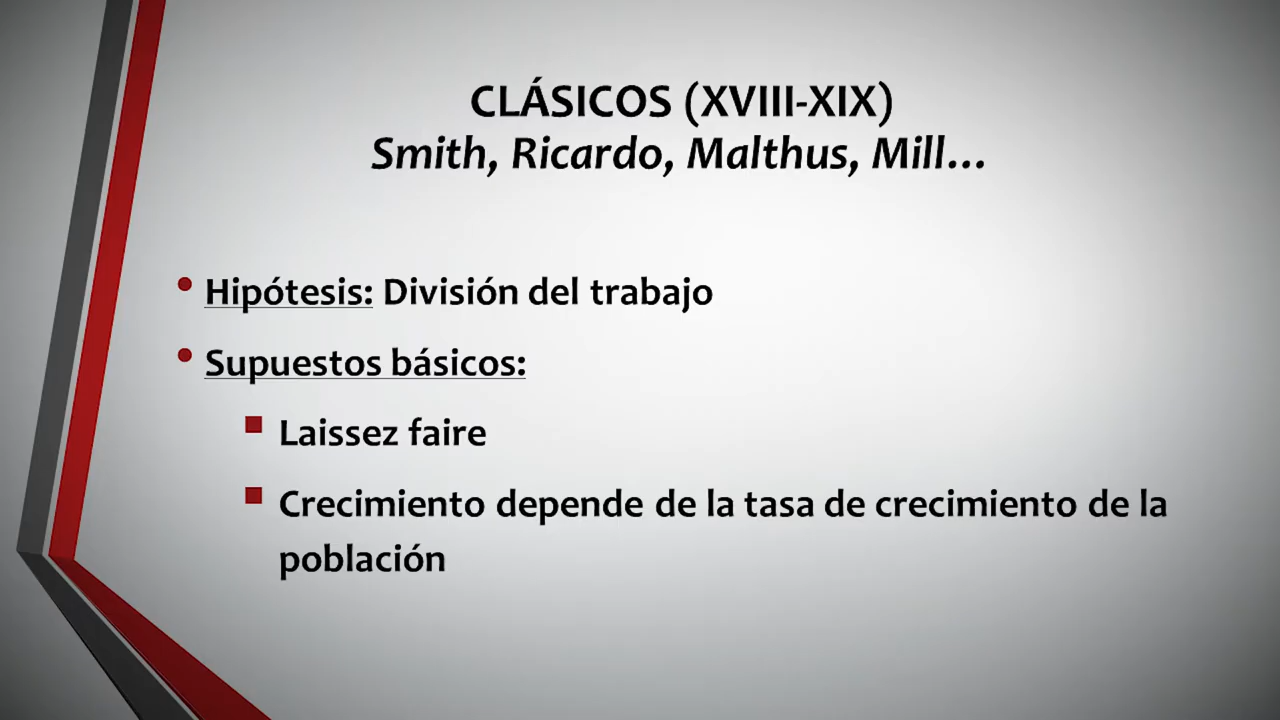 CLÁSICOS (XVIII-XIX)
Smith, Ricardo, Malthus, Mill...
• Hipótesis: División del trabajo
• Supuestos básicos:
▪ Laissez faire
▪ Crecimiento depende de la tasa de crecimiento de la
población